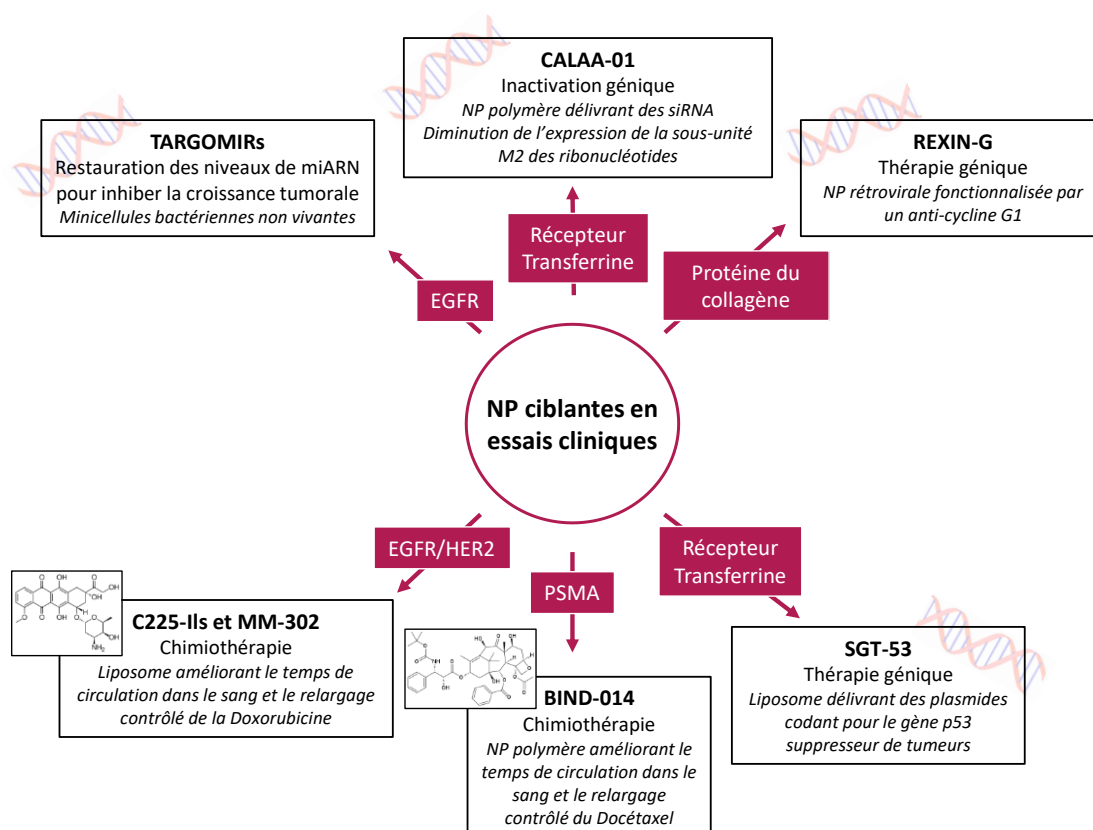 CALAA-01
Inactivation génique
NP polymère délivrant des siRNA
Diminution de l'expression de la sous-unité
M2 des ribonucléotides
TARGOMIRs
Restauration des niveaux de miARN
pour inhiber la croissance tumorale
Minicellules bactériennes non vivantes
REXIN-G
Thérapie génique
NP rétrovirale fonctionnalisée par
un anti-cycline G1
Récepteur
Transferrine
EGFR
Protéine du
collagène
NP ciblantes en
essais cliniques
EGFR/HER2
PSMA
Récepteur
Transferrine
C225-Ils et MM-302
Chimiothérapie
Liposome améliorant le temps de
circulation dans le sang et le relargage
contrôlé de la Doxorubicine
BIND-014
Chimiothérapie
NP polymère améliorant le
temps de circulation dans le
sang et le relargage
contrôlé du Docétaxel
SGT-53
Thérapie génique
Liposome délivrant des plasmides
codant pour le gène p53
suppresseur de tumeurs